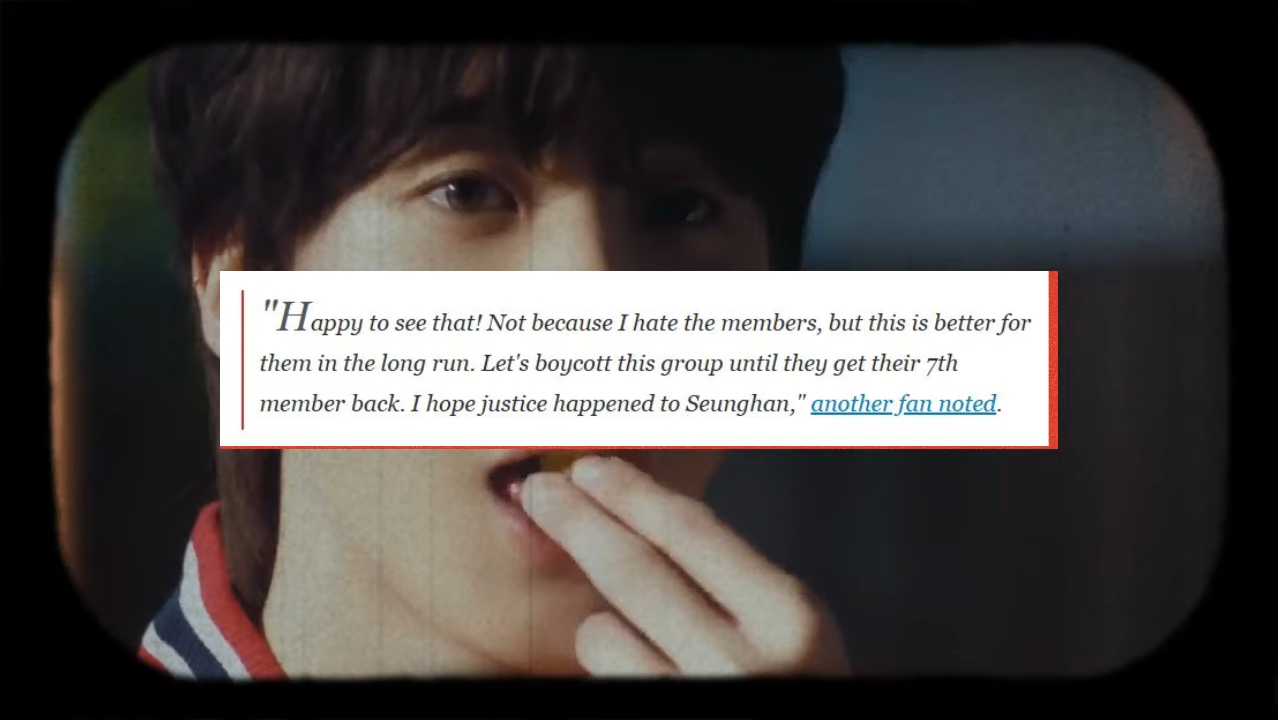 "Happy to see that! Not because I hate the members, but this is better for
them in the long run. Let's boycott this group until they get their 7th
member back. I hope justice happened to Seunghan," another fan noted.